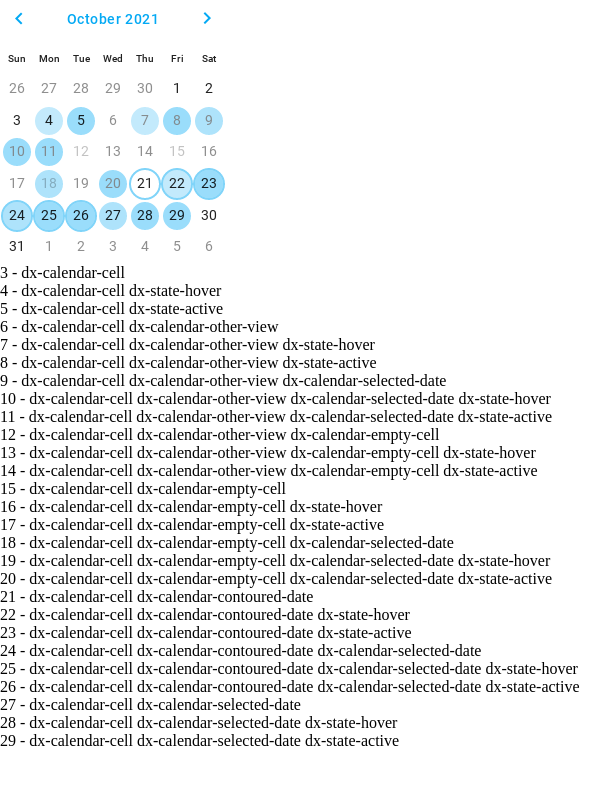 October 2021
Sun Mon Tue Wed Thu Fri Sat
26 27 28 29 30 1 2
3 4 5 6 7 8 9
10 11 12 13 14 15 16
17 18 19 20 21 22 23
24 25 26 27 28 29 30
31 1 2 3 4 5 6
3 - dx-calendar-cell
4 - dx-calendar-cell dx-state-hover
5 - dx-calendar-cell dx-state-active
6 - dx-calendar-cell dx-calendar-other-view
7 - dx-calendar-cell dx-calendar-other-view dx-state-hover
8 - dx-calendar-cell dx-calendar-other-view dx-state-active
9 - dx-calendar-cell dx-calendar-other-view dx-calendar-selected-date
10 - dx-calendar-cell dx-calendar-other-view dx-calendar-selected-date dx-state-hover
11 - dx-calendar-cell dx-calendar-other-view dx-calendar-selected-date dx-state-active
12 - dx-calendar-cell dx-calendar-other-view dx-calendar-empty-cell
13 - dx-calendar-cell dx-calendar-other-view dx-calendar-empty-cell dx-state-hover
14 - dx-calendar-cell dx-calendar-other-view dx-calendar-empty-cell dx-state-active
15 - dx-calendar-cell dx-calendar-empty-cell
16 - dx-calendar-cell dx-calendar-empty-cell dx-state-hover
17 - dx-calendar-cell dx-calendar-empty-cell dx-state-active
18 - dx-calendar-cell dx-calendar-empty-cell dx-calendar-selected-date
19 - dx-calendar-cell dx-calendar-empty-cell dx-calendar-selected-date dx-state-hover
20 - dx-calendar-cell dx-calendar-empty-cell dx-calendar-selected-date dx-state-active
21 - dx-calendar-cell dx-calendar-contoured-date
22 - dx-calendar-cell dx-calendar-contoured-date dx-state-hover
23 - dx-calendar-cell dx-calendar-contoured-date dx-state-active
24 - dx-calendar-cell dx-calendar-contoured-date dx-calendar-selected-date
25 - dx-calendar-cell dx-calendar-contoured-date dx-calendar-selected-date dx-state-hover
26 - dx-calendar-cell dx-calendar-contoured-date dx-calendar-selected-date dx-state-active
27 - dx-calendar-cell dx-calendar-selected-date
28 - dx-calendar-cell dx-calendar-selected-date dx-state-hover
29 - dx-calendar-cell dx-calendar-selected-date dx-state-active